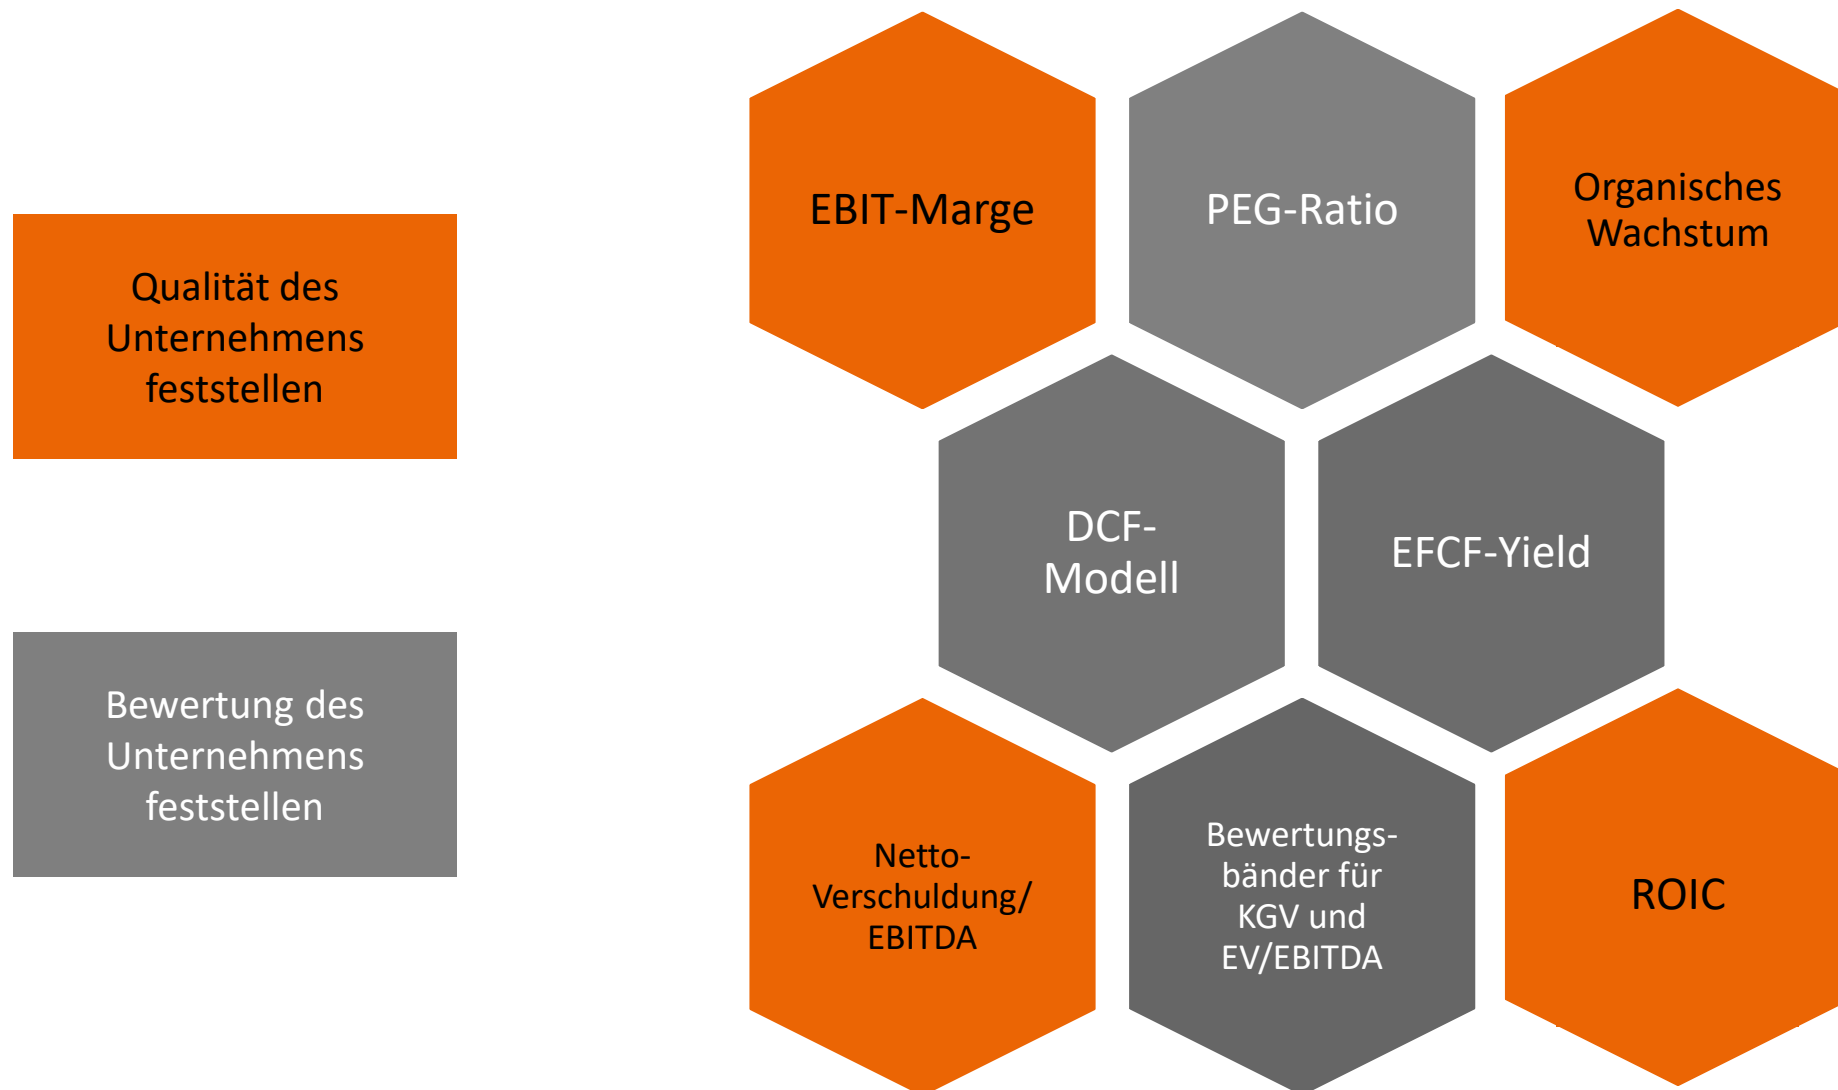 Qualität des
Unternehmens
feststellen
Bewertung des
Unternehmens
feststellen
EBIT-Marge
PEG-Ratio
Organisches
Wachstum
DCF-
Modell
EFCF-Yield
Netto-
Verschuldung/
EBITDA
Bewertungs-
bänder für
KGV und
EV/EBITDA
ROIC